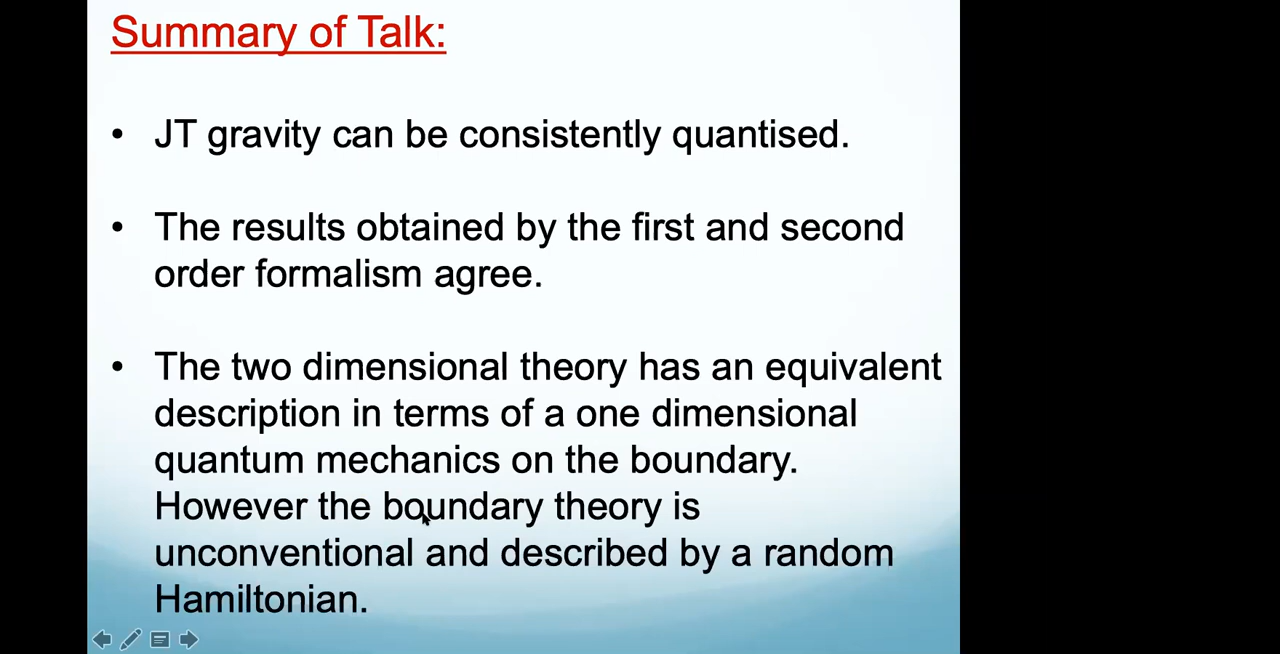 Summary of Talk:
• JT gravity can be consistently quantised.
• The results obtained by the first and second
order formalism agree.
• The two dimensional theory has an equivalent
description in terms of a one dimensional
quantum mechanics on the boundary.
However the boundary theory is
unconventional and described by a random
Hamiltonian.